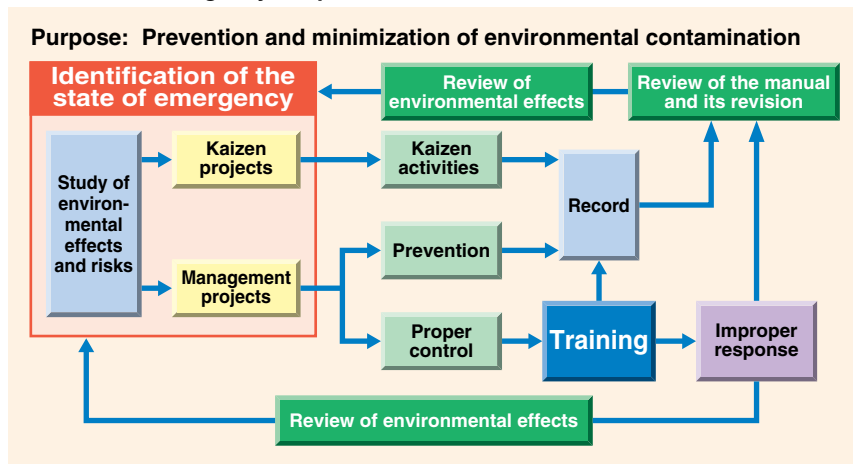 Purpose: Prevention and minimization of environmental contamination
Identification of the
state of emergency
Review of
environmental effects
Review of the manual
and its revision
Study of
environ-
mental
effects
and risks
Kaizen
projects
Kaizen
activities
Record
Management
projects
Prevention
Proper
control
Training
Improper
response
Review of environmental effects